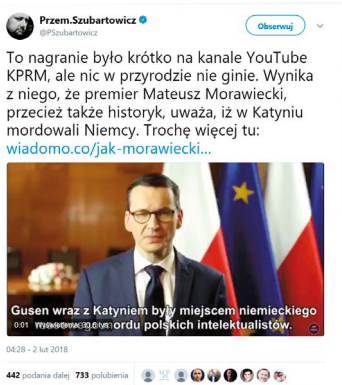 Przem.Szubartowicz
@PSzubartowicz
Obserwuj
To nagranie było krótko na kanale YouTube
KPRM, ale nic w przyrodzie nie ginie. Wynika
z niego, że premier Mateusz Morawiecki,
przecież także historyk, uważa, iż w Katyniu
mordowali Niemcy. Trochę więcej tu:
wiadomo.co/jak-morawiecki...
Gusen wraz z Katyniem były miejscem niemieckiego
mordu polskich intelektualistów.
0:01
04:28 - 2 lut 2018
442 podania dalej 733 polubienia